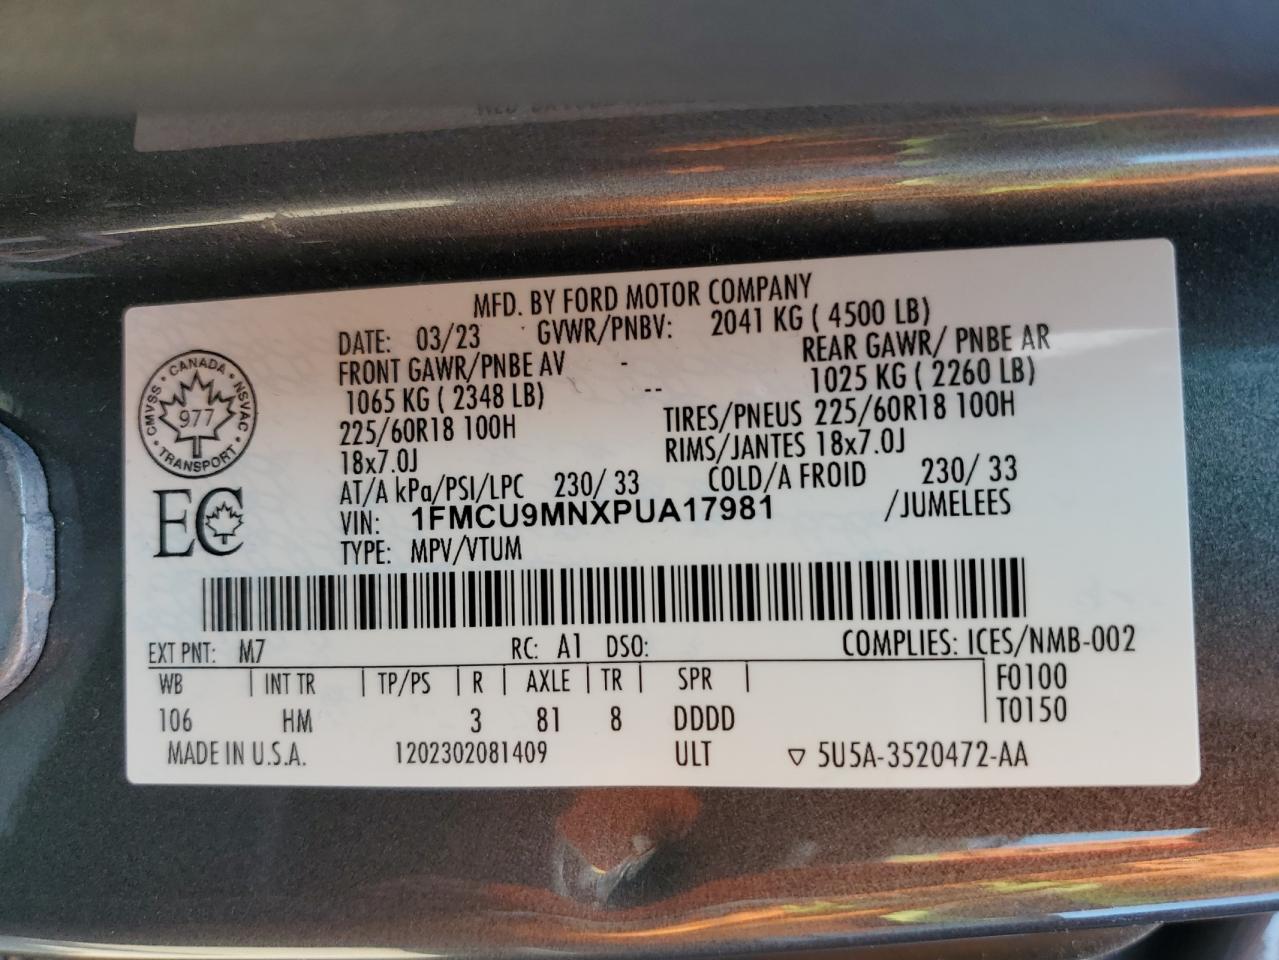 MFD. BY FORD MOTOR COMPANY
DATE: 03/23 GVWR/PNBV: 2041 KG ( 4500 LB)
FRONT GAWR/PNBE AV - REAR GAWR/ PNBE AR
1065 KG ( 2348 LB) -- 1025 KG ( 2260 LB)
225/60R18 100H TIRES/PNEUS 225/60R18 100H
18x7.0J RIMS/JANTES 18x7.0J
AT/A kPa/PSI/LPC 230/ 33 COLD/A FROID 230/ 33
VIN: 1FMCU9MNXPUA17981 /JUMELEES
TYPE: MPV/VTUM
CANADA
CMVSS • NSVAC
977
TRANSPORT
EC
EXT PNT: M7 RC: A1 DSO: COMPLIES: ICES/NMB-002
WB | INT TR | TP/PS | R | AXLE | TR | SPR | F0100
106 HM 3 81 8 DDDD T0150
MADE IN U.S.A. 1202302081409 ULT ▽ 5U5A-3520472-AA